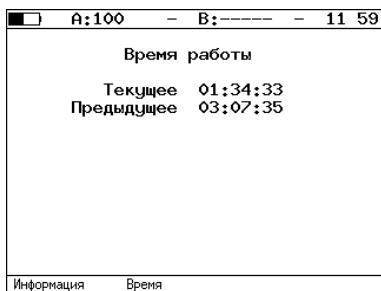 A:100 – B:----- – 11 59
Время работы
Текущее 01:34:33
Предыдущее 03:07:35
Информация Время